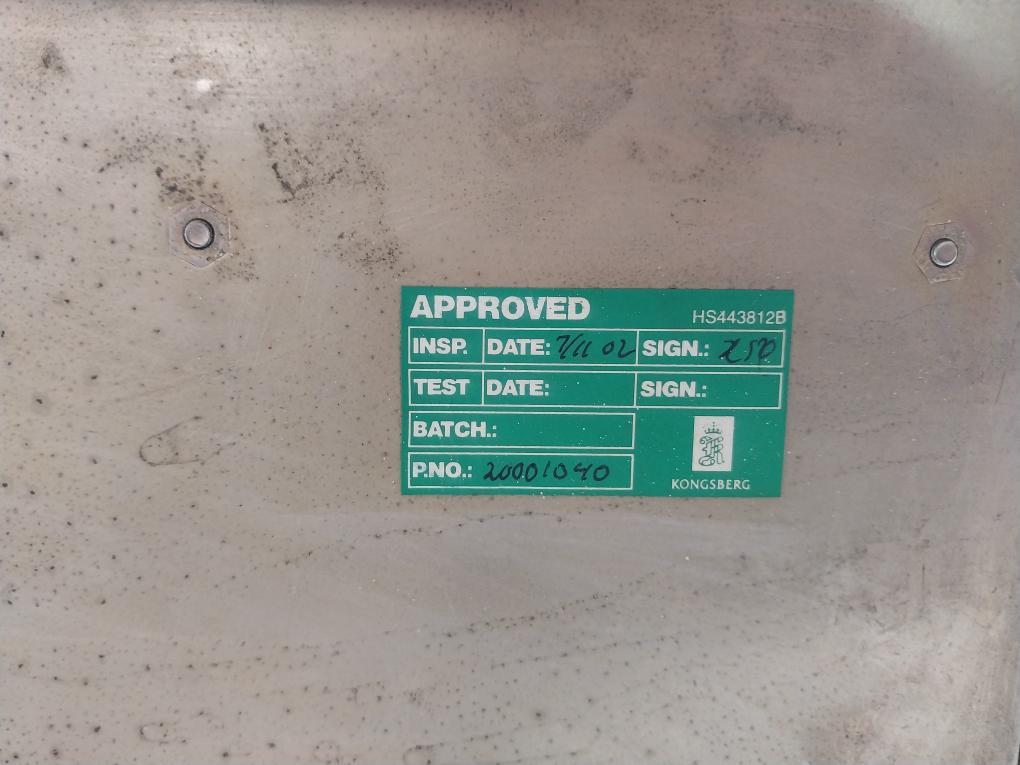 APPROVED HS443812B
INSP. DATE: 7/11 02 SIGN.:
TEST DATE: SIGN.:
BATCH.:
P.NO.: 20001040
KONGSBERG